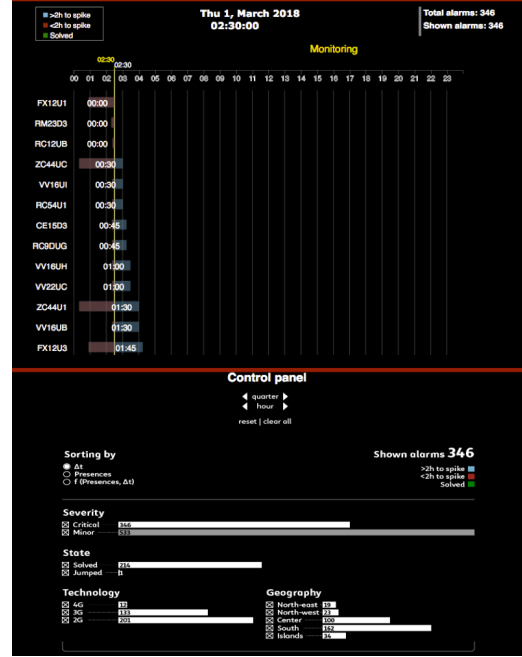 >2h to spike
<2h to spike
Solved
Thu 1, March 2018
02:30:00
Total alarms: 346
Shown alarms: 346
Monitoring
02:30
02:30
00 01 02 03 05 06 07 08 09 10 11 12 13 14 15 16 17 18 19 20 21 22 23
FX12U1 00:00
RM23D3 00:00
RC12UB 00:00
ZC44UC 00:30
VV16UI 00:30
RC54U1 00:30
CE15D3 00:45
RC9DUG 00:45
VV16UH 01:00
VV22UC 01:00
ZC44U1 01:30
VV16UB 01:30
FX12U3 01:45
Control panel
quarter
hour
reset | clear all
Sorting by
Δt
Presences
f (Presences, Δt)
Shown alarms 346
>2h to spike
<2h to spike
Solved
Severity
Critical 346
Minor 533
State
Solved 214
Jumped 1
Technology
4G 12
3G 133
2G 201
Geography
North-east 19
North-west 23
Center 100
South 162
Islands 34